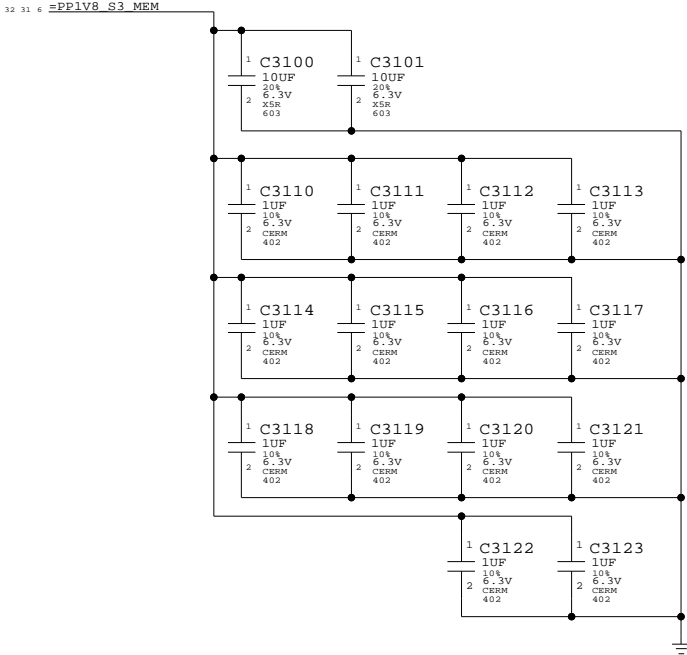 32 31 6 =PP1V8_S3_MEM
1 C3100
10UF
20%
6.3V
X5R
603
2
1 C3101
10UF
20%
6.3V
X5R
603
2
1 C3110
1UF
10%
6.3V
CERM
402
2
1 C3111
1UF
10%
6.3V
CERM
402
2
1 C3112
1UF
10%
6.3V
CERM
402
2
1 C3113
1UF
10%
6.3V
CERM
402
2
1 C3114
1UF
10%
6.3V
CERM
402
2
1 C3115
1UF
10%
6.3V
CERM
402
2
1 C3116
1UF
10%
6.3V
CERM
402
2
1 C3117
1UF
10%
6.3V
CERM
402
2
1 C3118
1UF
10%
6.3V
CERM
402
2
1 C3119
1UF
10%
6.3V
CERM
402
2
1 C3120
1UF
10%
6.3V
CERM
402
2
1 C3121
1UF
10%
6.3V
CERM
402
2
1 C3122
1UF
10%
6.3V
CERM
402
2
1 C3123
1UF
10%
6.3V
CERM
402
2